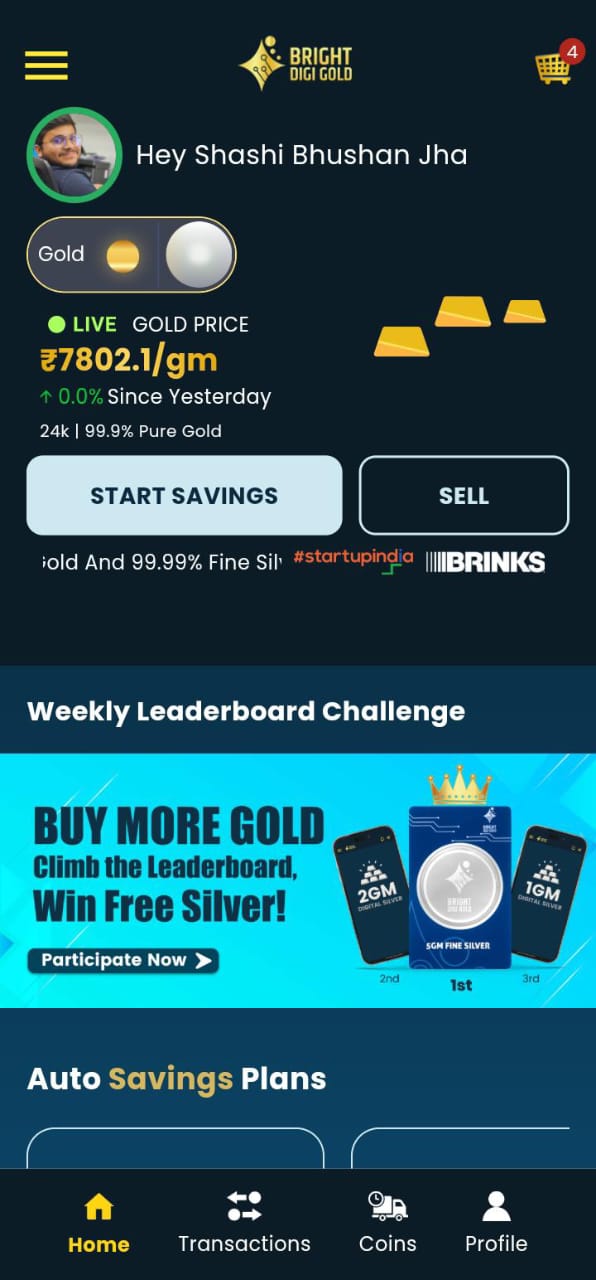 BRIGHT
DIGI GOLD
4
Hey Shashi Bhushan Jha
Gold
LIVE GOLD PRICE
₹7802.1/gm
↑ 0.0% Since Yesterday
24k | 99.9% Pure Gold
START SAVINGS
SELL
old And 99.99% Fine Sil
#startupindia
BRINKS
Weekly Leaderboard Challenge
BUY MORE GOLD
Climb the Leaderboard,
Win Free Silver!
Participate Now
2GM
DIGITAL SILVER
BRIGHT
DIGI GOLD
5GM FINE SILVER
1GM
DIGITAL SILVER
2nd
1st
3rd
Auto Savings Plans
Home
Transactions
Coins
Profile